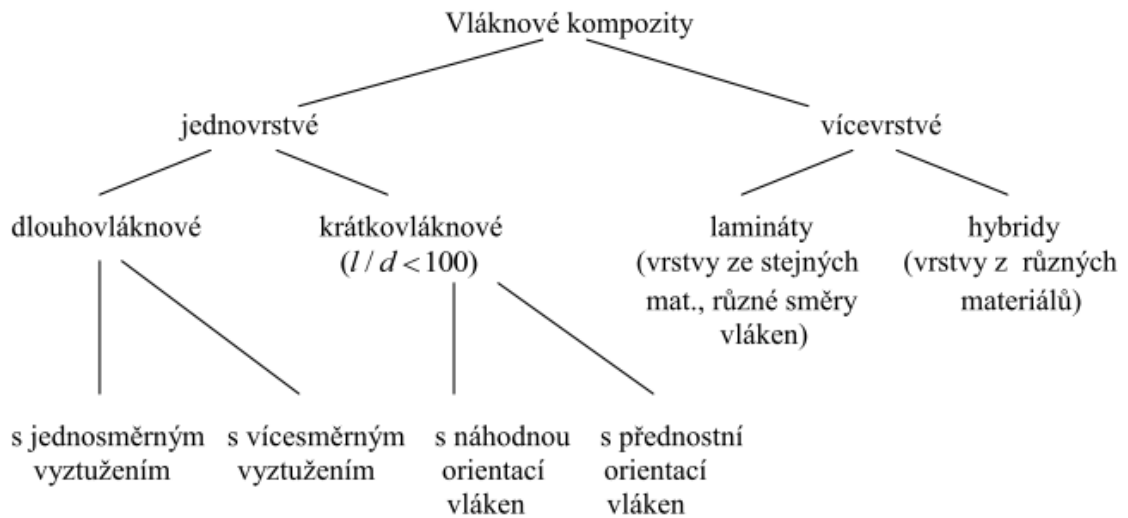 Vláknové kompozity
jednovrstvé
vícevrstvé
dlouhovláknové
krátkovláknové
(l / d < 100)
lamináty
(vrstvy ze stejných
mat., různé směry
vláken)
hybridy
(vrstvy z různých
materiálů)
s jednosměrným
vyztužením
s vícesměrným
vyztužením
s náhodnou
orientací
vláken
s přednostní
orientací
vláken